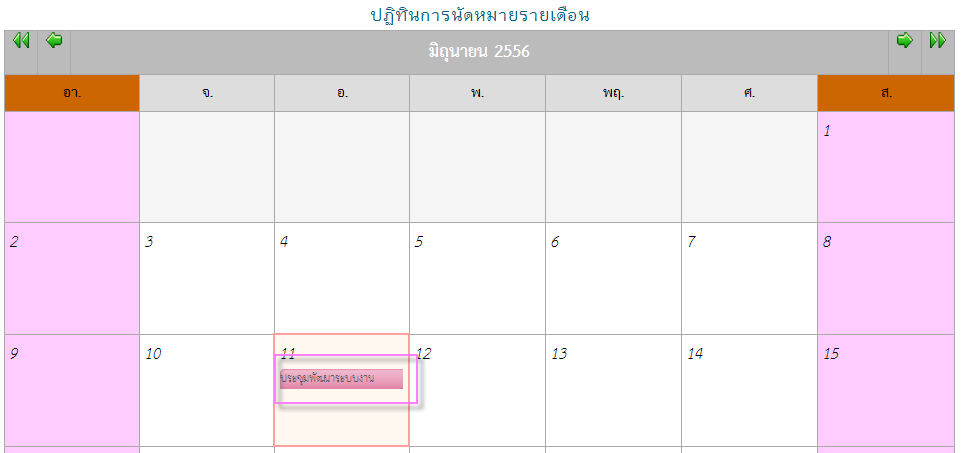 ปฏิทินการนัดหมายรายเดือน
มิถุนายน 2556
อา. จ. อ. พ. พฤ. ศ. ส.
1
2 3 4 5 6 7 8
9 10 11 12 13 14 15
ประชุมพัฒนาระบบงาน